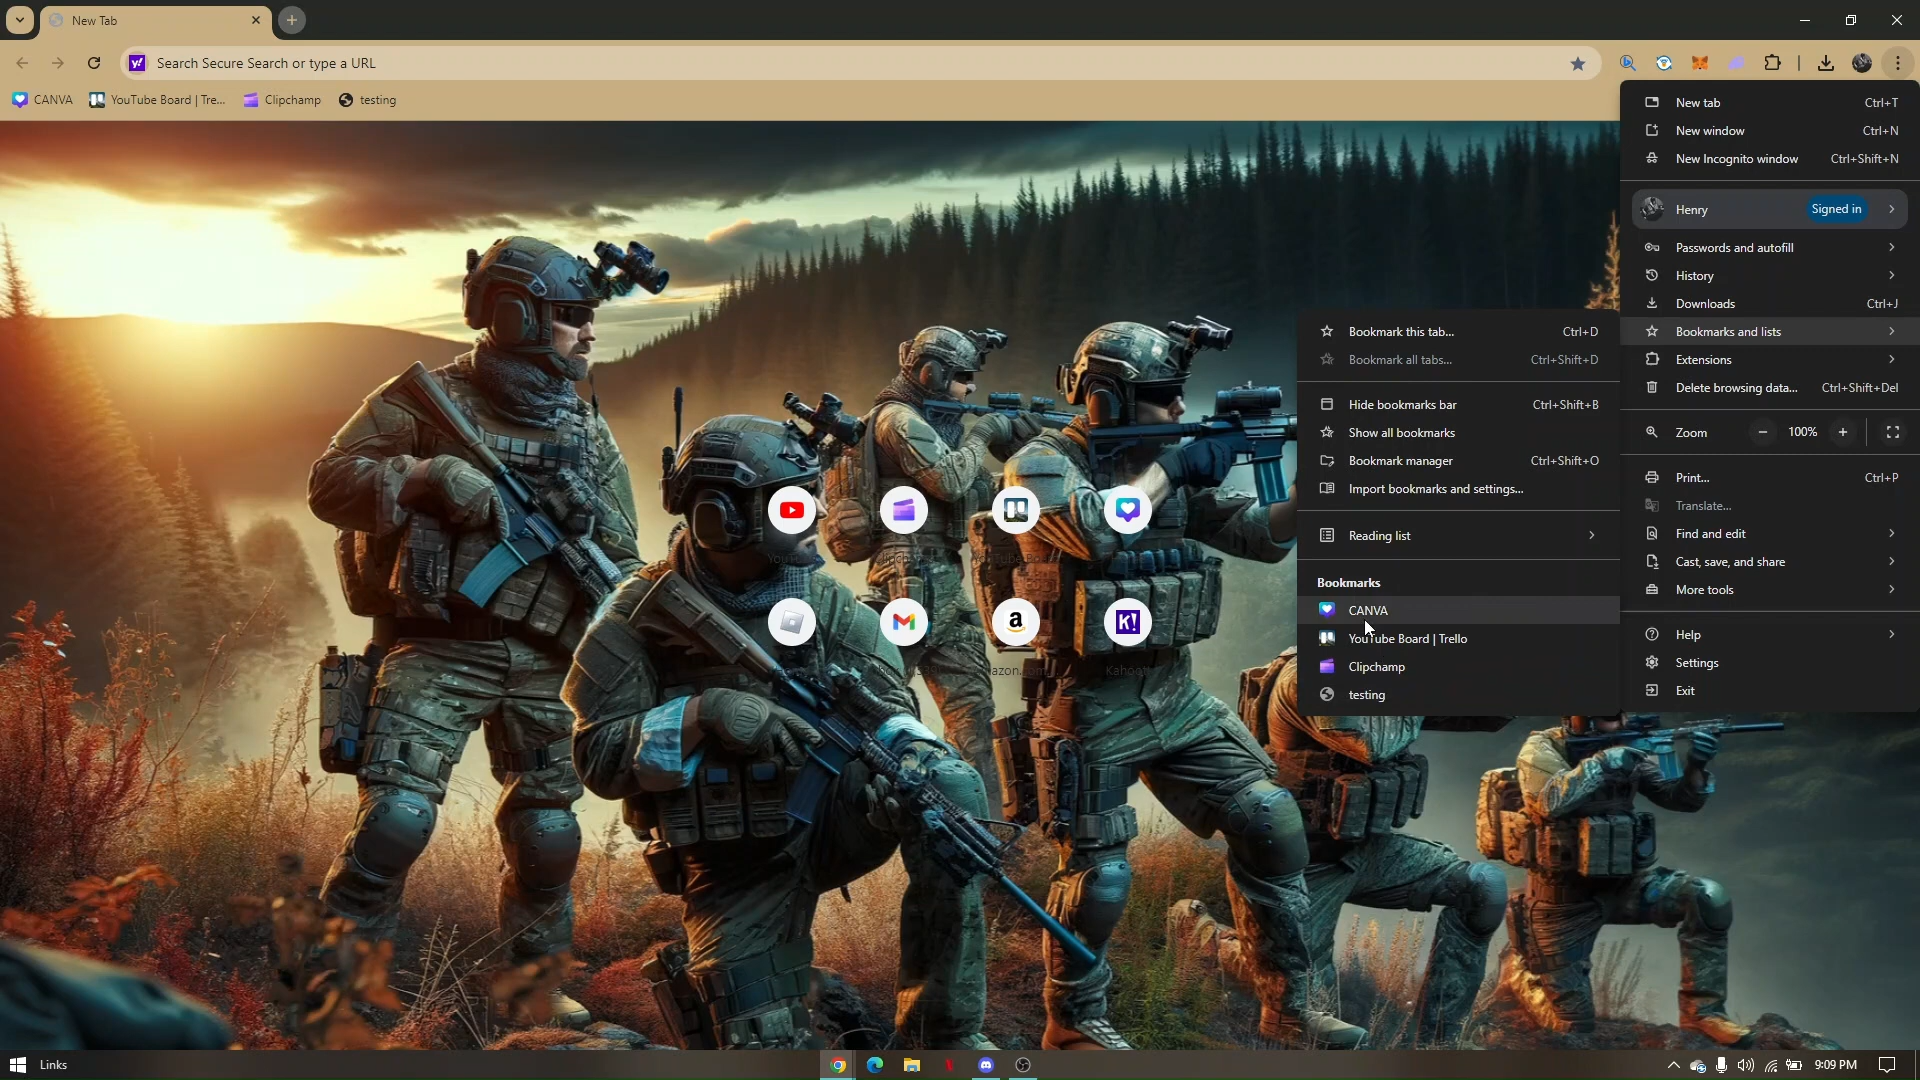 New Tab
Search Secure Search or type a URL
CANVA
YouTube Board | Tre...
Clipchamp
testing
New tab Ctrl+T
New window Ctrl+N
New Incognito window Ctrl+Shift+N
Henry Signed in
Passwords and autofill
History
Downloads Ctrl+J
Bookmarks and lists
Extensions
Delete browsing data... Ctrl+Shift+Del
Zoom − 100% +
Print... Ctrl+P
Translate...
Find and edit
Cast, save, and share
More tools
Help
Settings
Exit
Bookmark this tab... Ctrl+D
Bookmark all tabs... Ctrl+Shift+D
Hide bookmarks bar Ctrl+Shift+B
Show all bookmarks
Bookmark manager Ctrl+Shift+O
Import bookmarks and settings...
Reading list
Bookmarks
CANVA
YouTube Board | Trello
Clipchamp
testing
Kahoot!
Links
9:09 PM